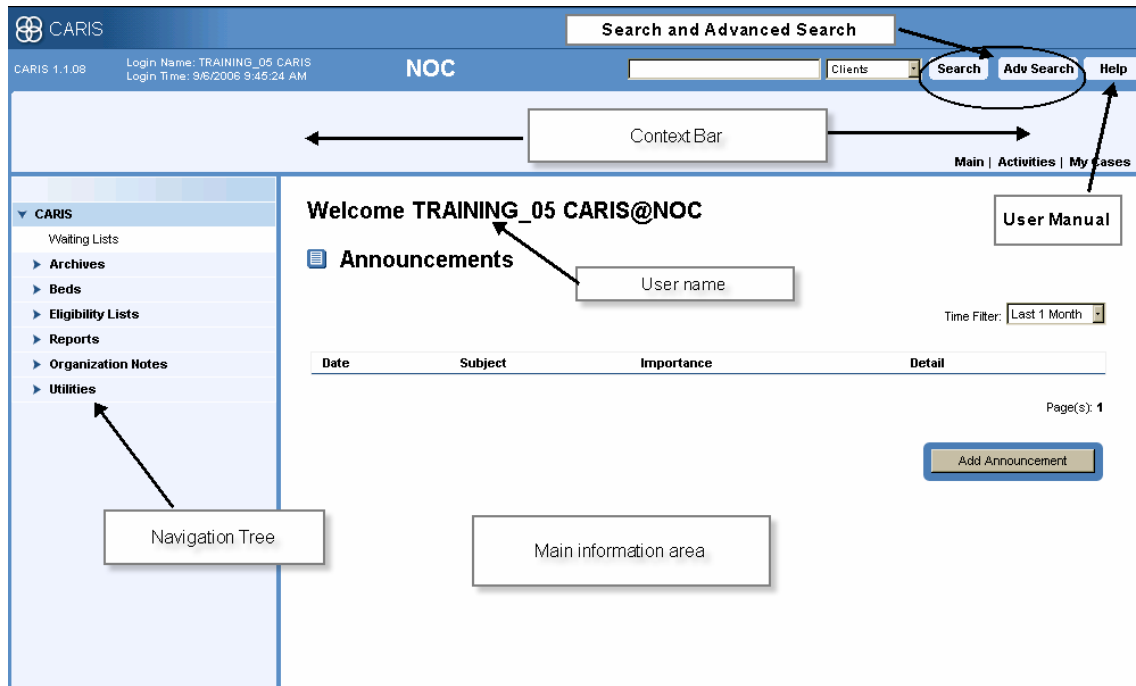 CARIS
Search and Advanced Search
CARIS 1.1.08
Login Name: TRAINING_05 CARIS
Login Time: 9/6/2006 9:45:24 AM
NOC
Clients
Search
Adv Search
Help
Context Bar
Main | Activities | My Cases
CARIS
Waiting Lists
Archives
Beds
Eligibility Lists
Reports
Organization Notes
Utilities
Navigation Tree
Welcome TRAINING_05 CARIS@NOC
User Manual
Announcements
User name
Time Filter: Last 1 Month
Date Subject Importance Detail
Page(s): 1
Add Announcement
Main information area